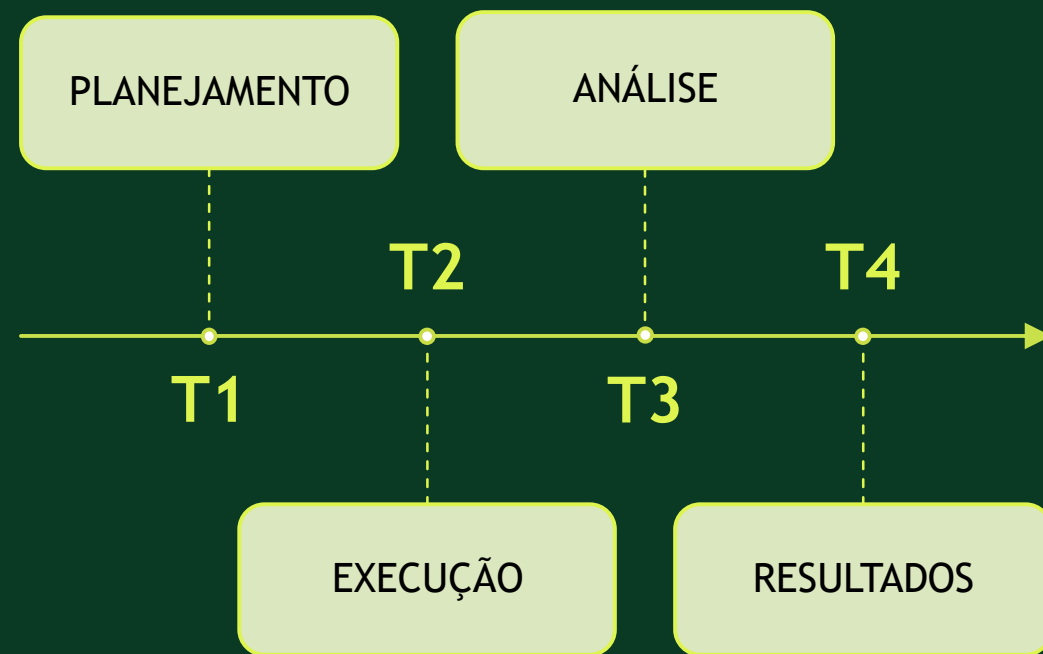 PLANEJAMENTO
ANÁLISE
T2
T4
T1
T3
EXECUÇÃO
RESULTADOS